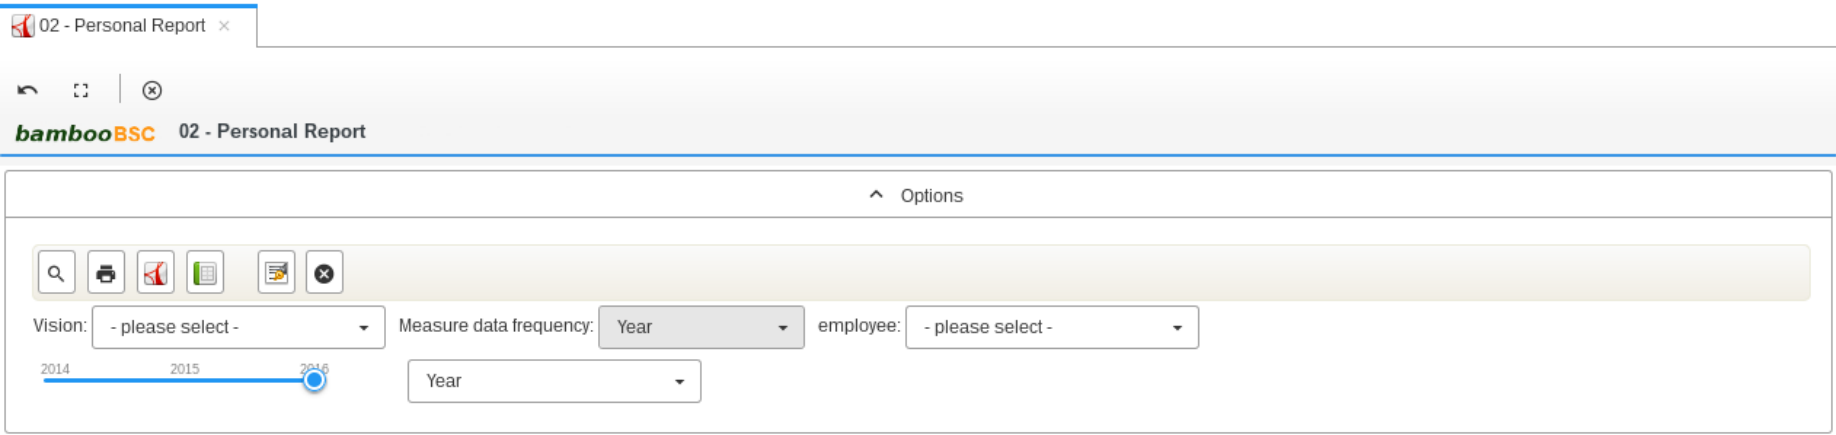 02 - Personal Report
bambooBSC 02 - Personal Report
Options
Vision: - please select - Measure data frequency: Year employee: - please select -
2014 2015 2016
Year